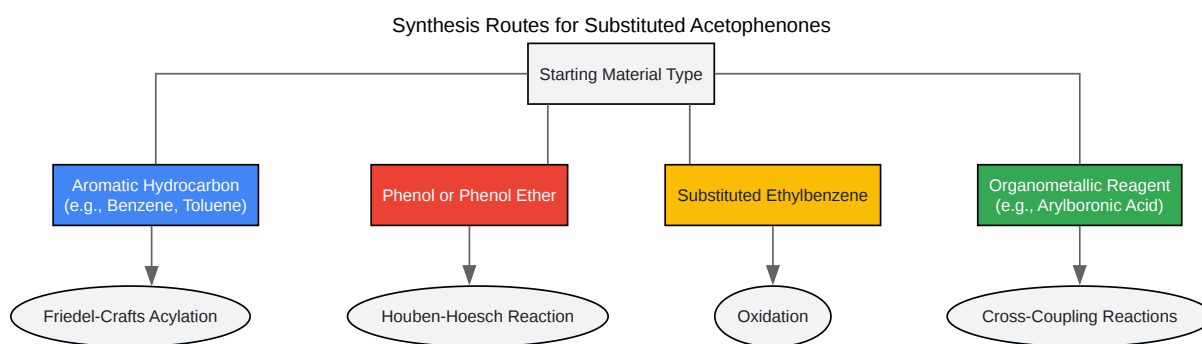 Synthesis Routes for Substituted Acetophenones
Starting Material Type
Aromatic Hydrocarbon
(e.g., Benzene, Toluene)
Phenol or Phenol Ether
Substituted Ethylbenzene
Organometallic Reagent
(e.g., Arylboronic Acid)
Friedel-Crafts Acylation
Houben-Hoesch Reaction
Oxidation
Cross-Coupling Reactions